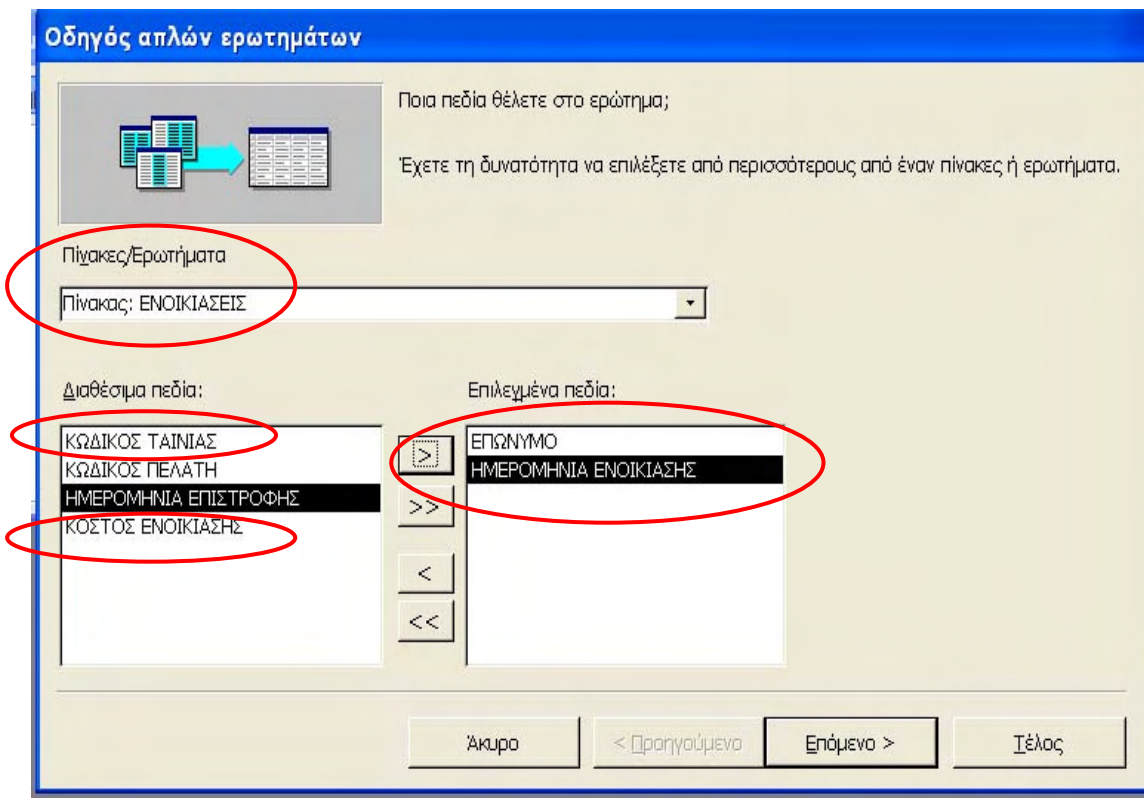 Οδηγός απλών ερωτημάτων
Ποια πεδία θέλετε στο ερώτημα;
Έχετε τη δυνατότητα να επιλέξετε από περισσότερους από έναν πίνακες ή ερωτήματα.
Πίνακες/Ερωτήματα
Πίνακας: ΕΝΟΙΚΙΑΣΕΙΣ
Διαθέσιμα πεδία:
Επιλεγμένα πεδία:
ΚΩΔΙΚΟΣ ΤΑΙΝΙΑΣ
ΚΩΔΙΚΟΣ ΠΕΛΑΤΗ
ΗΜΕΡΟΜΗΝΙΑ ΕΠΙΣΤΡΟΦΗΣ
ΚΟΣΤΟΣ ΕΝΟΙΚΙΑΣΗΣ
>
>>
<
<<
ΕΠΩΝΥΜΟ
ΗΜΕΡΟΜΗΝΙΑ ΕΝΟΙΚΙΑΣΗΣ
Άκυρο
< Προηγούμενο
Επόμενο >
Τέλος